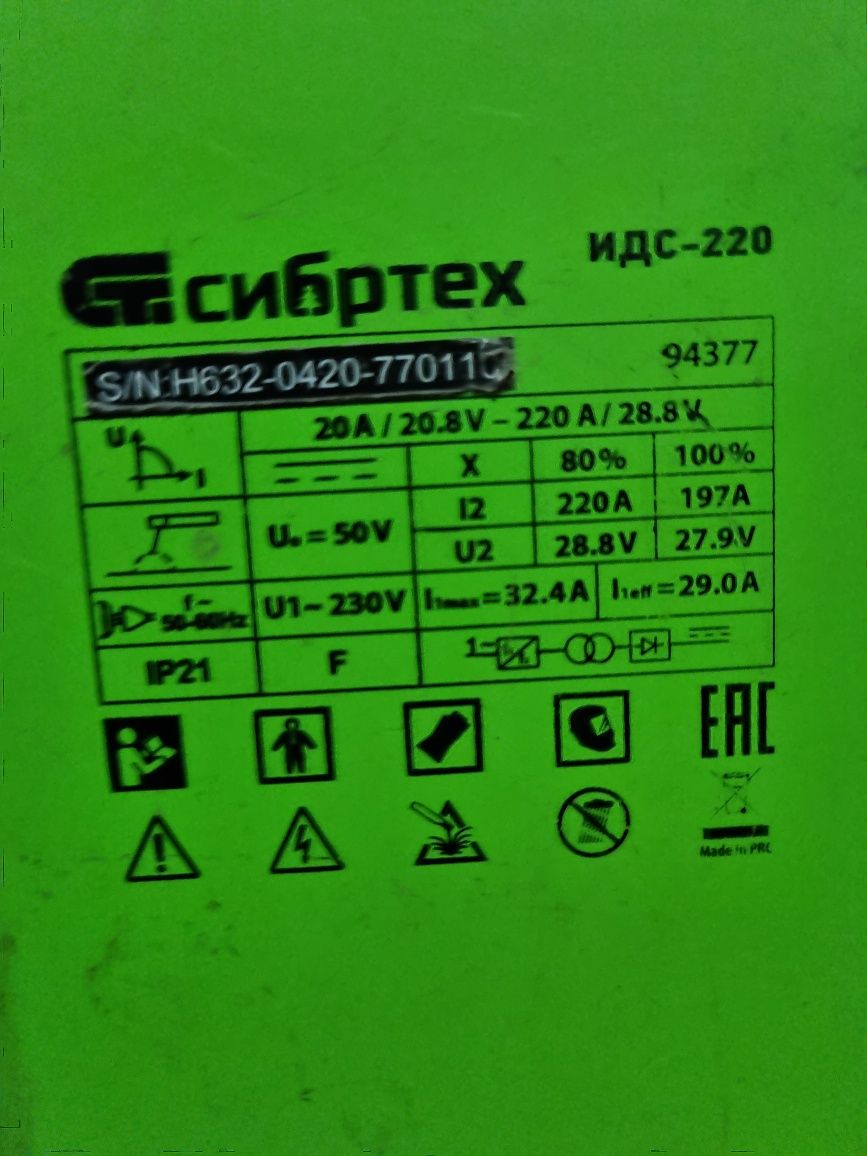 ИДС-220
сибртех
S/N:H632-0420-77011
94377
U
I
20A / 20.8V – 220 A / 28.8V
X 80% 100%
I2 220A 197A
U₀ = 50V
U2 28.8V 27.9V
f~
50-60Hz
U1~ 230V I1max=32.4A I1eff=29.0A
IP21 F 1~
EAC
Made in PRC